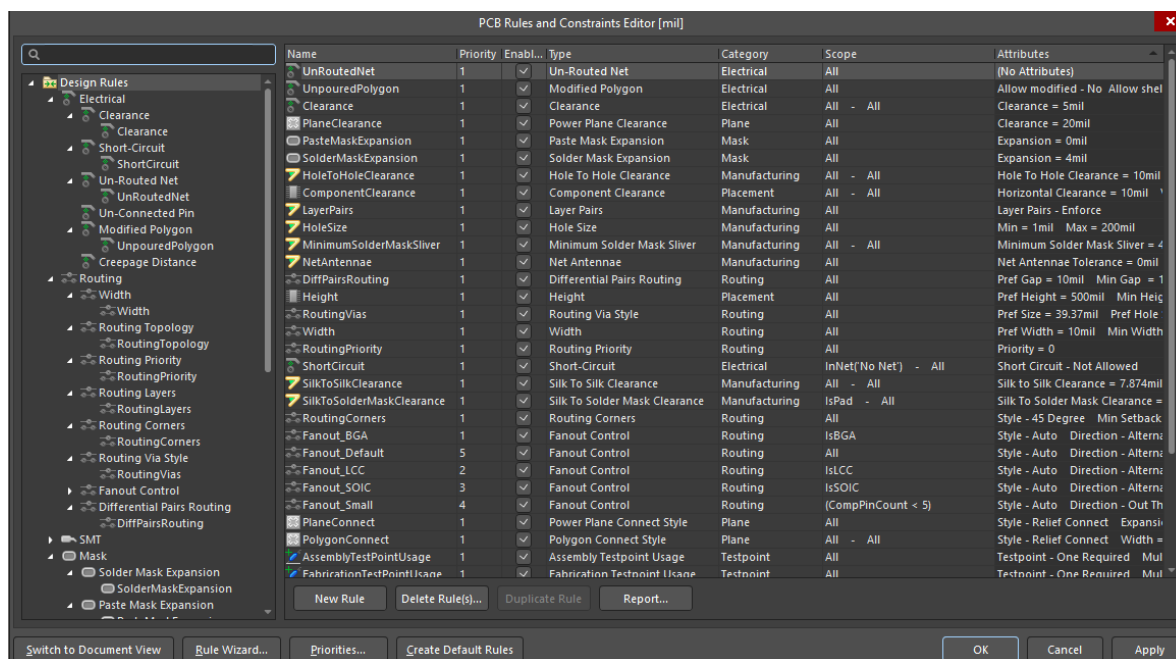 PCB Rules and Constraints Editor [mil]
Design Rules
Electrical
Clearance
Clearance
Short-Circuit
ShortCircuit
Un-Routed Net
UnRoutedNet
Un-Connected Pin
Modified Polygon
UnpouredPolygon
Creepage Distance
Routing
Width
Width
Routing Topology
RoutingTopology
Routing Priority
RoutingPriority
Routing Layers
RoutingLayers
Routing Corners
RoutingCorners
Routing Via Style
RoutingVias
Fanout Control
Differential Pairs Routing
DiffPairsRouting
SMT
Mask
Solder Mask Expansion
SolderMaskExpansion
Paste Mask Expansion
Name Priority Enabl... Type Category Scope Attributes
UnRoutedNet 1 Un-Routed Net Electrical All (No Attributes)
UnpouredPolygon 1 Modified Polygon Electrical All Allow modified - No Allow shel
Clearance 1 Clearance Electrical All - All Clearance = 5mil
PlaneClearance 1 Power Plane Clearance Plane All Clearance = 20mil
PasteMaskExpansion 1 Paste Mask Expansion Mask All Expansion = 0mil
SolderMaskExpansion 1 Solder Mask Expansion Mask All Expansion = 4mil
HoleToHoleClearance 1 Hole To Hole Clearance Manufacturing All - All Hole To Hole Clearance = 10mil
ComponentClearance 1 Component Clearance Placement All - All Horizontal Clearance = 10mil
LayerPairs 1 Layer Pairs Manufacturing All Layer Pairs - Enforce
HoleSize 1 Hole Size Manufacturing All Min = 1mil Max = 200mil
MinimumSolderMaskSliver 1 Minimum Solder Mask Sliver Manufacturing All - All Minimum Solder Mask Sliver = 4
NetAntennae 1 Net Antennae Manufacturing All Net Antennae Tolerance = 0mil
DiffPairsRouting 1 Differential Pairs Routing Routing All Pref Gap = 10mil Min Gap = 1
Height 1 Height Placement All Pref Height = 500mil Min Heig
RoutingVias 1 Routing Via Style Routing All Pref Size = 39.37mil Pref Hole
Width 1 Width Routing All Pref Width = 10mil Min Width
RoutingPriority 1 Routing Priority Routing All Priority = 0
ShortCircuit 1 Short-Circuit Electrical InNet('No Net') - All Short Circuit - Not Allowed
SilkToSilkClearance 1 Silk To Silk Clearance Manufacturing All - All Silk to Silk Clearance = 7.874mil
SilkToSolderMaskClearance 1 Silk To Solder Mask Clearance Manufacturing IsPad - All Silk To Solder Mask Clearance =
RoutingCorners 1 Routing Corners Routing All Style - 45 Degree Min Setback
Fanout_BGA 1 Fanout Control Routing IsBGA Style - Auto Direction - Alterna
Fanout_Default 5 Fanout Control Routing All Style - Auto Direction - Alterna
Fanout_LCC 2 Fanout Control Routing IsLCC Style - Auto Direction - Alterna
Fanout_SOIC 3 Fanout Control Routing IsSOIC Style - Auto Direction - Alterna
Fanout_Small 4 Fanout Control Routing (CompPinCount < 5) Style - Auto Direction - Out Th
PlaneConnect 1 Power Plane Connect Style Plane All Style - Relief Connect Expansi
PolygonConnect 1 Polygon Connect Style Plane All - All Style - Relief Connect Width =
AssemblyTestPointUsage 1 Assembly Testpoint Usage Testpoint All Testpoint - One Required Mul
FabricationTestPointUsage 1 Fabrication Testpoint Usage Testpoint All Testpoint - One Required Mul
New Rule Delete Rule(s)... Duplicate Rule Report...
Switch to Document View Rule Wizard... Priorities... Create Default Rules OK Cancel Apply